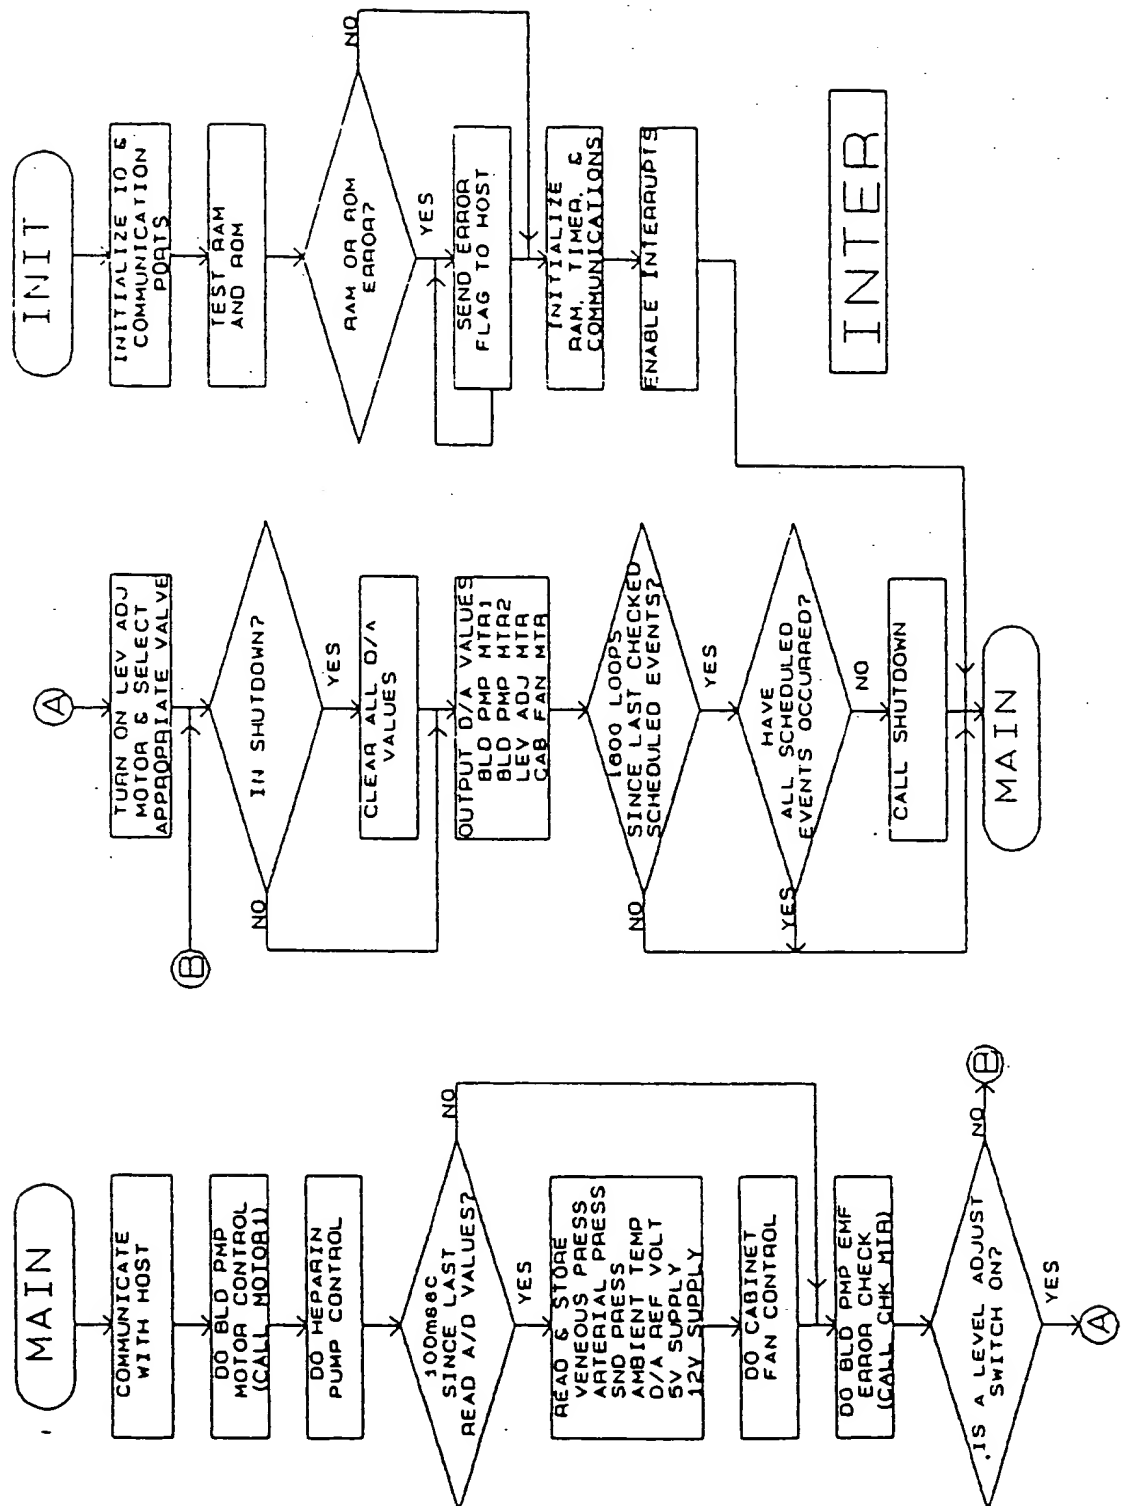 MAIN
COMMUNICATE
WITH HOST
DO BLD PMP
MOTOR CONTROL
(CALL MOTOR1)
DO HEPARIN
PUMP CONTROL
100mSEC
SINCE LAST
READ A/D VALUES?
NO
YES
READ & STORE
VENEOUS PRESS
ARTERIAL PRESS
SND PRESS
AMBIENT TEMP
D/A REF VOLT
5V SUPPLY
12V SUPPLY
DO CABINET
FAN CONTROL
DO BLD PMP EMF
ERROR CHECK
(CALL CHK MTR)
IS A LEVEL ADJUST
SWITCH ON?
NO
B
YES
A
A
TURN ON LEV ADJ
MOTOR & SELECT
APPROPRIATE VALVE
B
IN SHUTDOWN?
NO
YES
CLEAR ALL D/A
VALUES
OUTPUT D/A VALUES
BLD PMP MTR1
BLD PMP MTR2
LEV ADJ MTR
CAB FAN MTR
1800 LOOPS
SINCE LAST CHECKED
SCHEDULED EVENTS?
NO
YES
HAVE
ALL SCHEDULED
EVENTS OCCURRED?
YES
NO
CALL SHUTDOWN
MAIN
INIT
INITIALIZE IO &
COMMUNICATION
PORTS
TEST RAM
AND ROM
RAM OR ROM
ERROR?
NO
YES
SEND ERROR
FLAG TO HOST
INITIALIZE
RAM, TIMER, &
COMMUNICATIONS
ENABLE INTERRUPTS
INTER